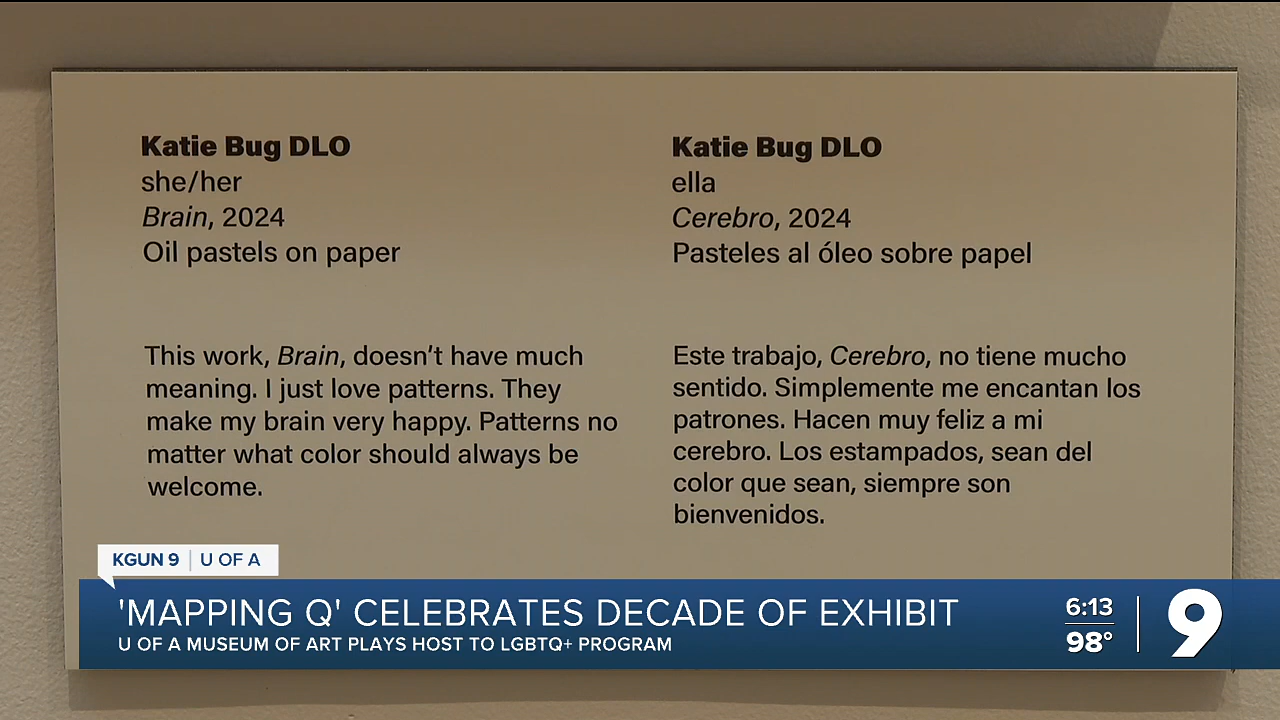 Katie Bug DLO
she/her
Brain, 2024
Oil pastels on paper
This work, Brain, doesn't have much
meaning. I just love patterns. They
make my brain very happy. Patterns no
matter what color should always be
welcome.
Katie Bug DLO
ella
Cerebro, 2024
Pasteles al óleo sobre papel
Este trabajo, Cerebro, no tiene mucho
sentido. Simplemente me encantan los
patrones. Hacen muy feliz a mi
cerebro. Los estampados, sean del
color que sean, siempre son
bienvenidos.
KGUN 9 | U OF A
'MAPPING Q' CELEBRATES DECADE OF EXHIBIT
U OF A MUSEUM OF ART PLAYS HOST TO LGBTQ+ PROGRAM
6:13
98°
9